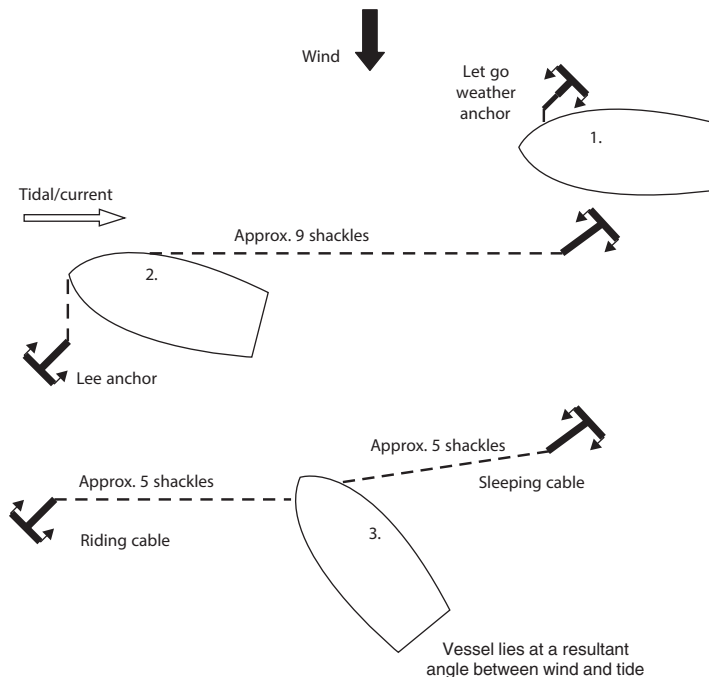 Wind
Let go
weather
anchor
1.
Tidal/current
Approx. 9 shackles
2.
Lee anchor
Approx. 5 shackles
Approx. 5 shackles
Sleeping cable
Riding cable
3.
Vessel lies at a resultant
angle between wind and tide